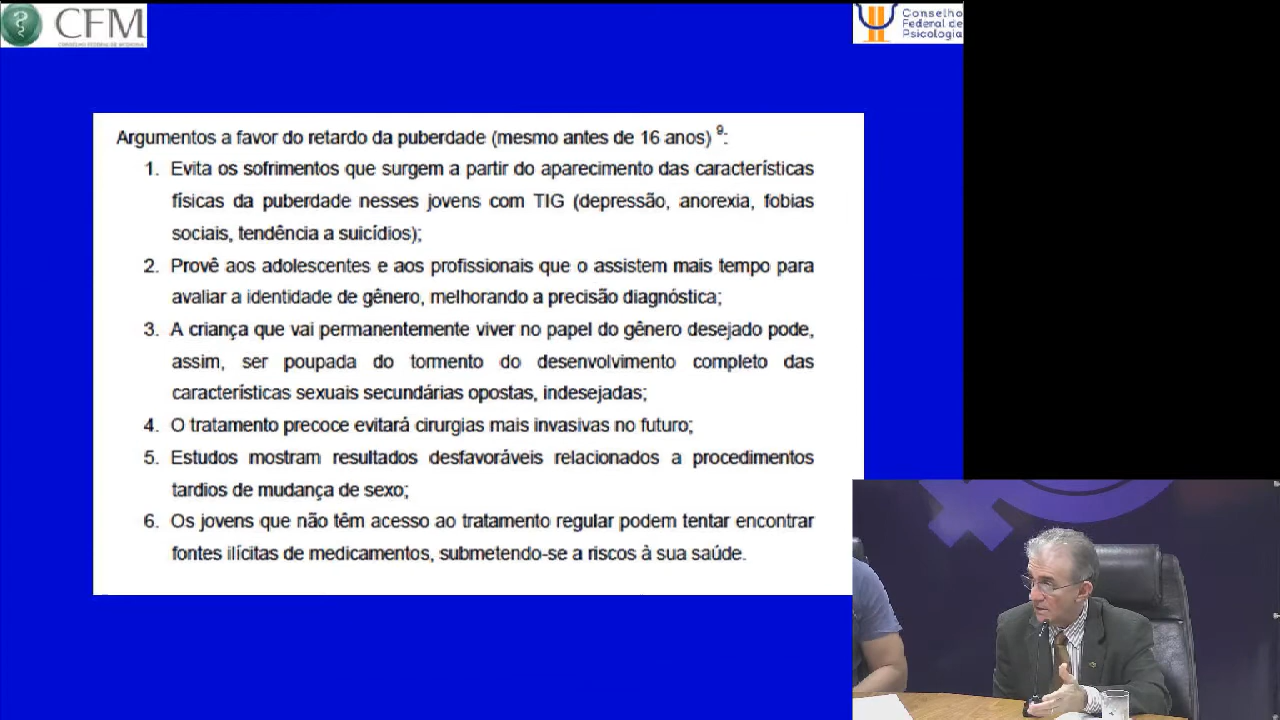 CFM
CONSELHO FEDERAL DE MEDICINA
Conselho
Federal de
Psicologia
Argumentos a favor do retardo da puberdade (mesmo antes de 16 anos) 9:
1. Evita os sofrimentos que surgem a partir do aparecimento das características
físicas da puberdade nesses jovens com TIG (depressão, anorexia, fobias
sociais, tendência a suicídios);
2. Provê aos adolescentes e aos profissionais que o assistem mais tempo para
avaliar a identidade de gênero, melhorando a precisão diagnóstica;
3. A criança que vai permanentemente viver no papel do gênero desejado pode,
assim, ser poupada do tormento do desenvolvimento completo das
características sexuais secundárias opostas, indesejadas;
4. O tratamento precoce evitará cirurgias mais invasivas no futuro;
5. Estudos mostram resultados desfavoráveis relacionados a procedimentos
tardios de mudança de sexo;
6. Os jovens que não têm acesso ao tratamento regular podem tentar encontrar
fontes ilícitas de medicamentos, submetendo-se a riscos à sua saúde.